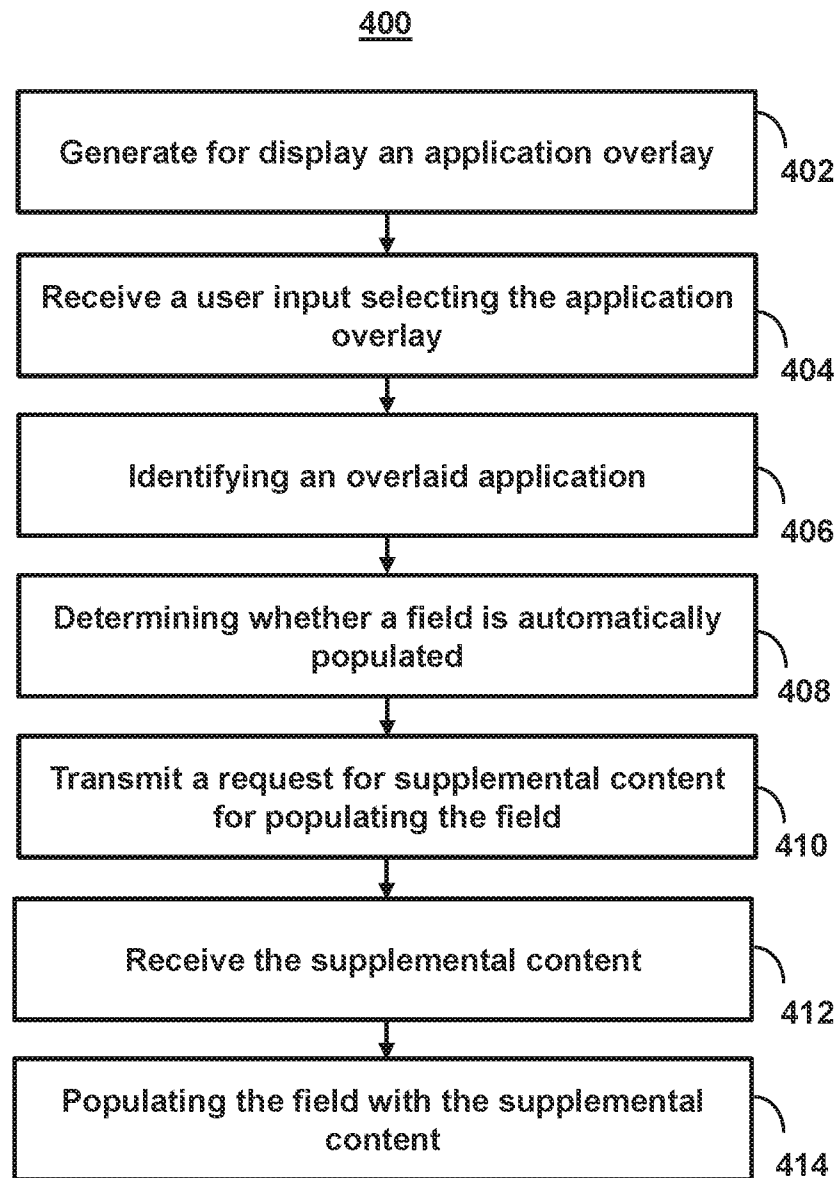 400
Generate for display an application overlay
402
Receive a user input selecting the application
overlay
404
Identifying an overlaid application
406
Determining whether a field is automatically
populated
408
Transmit a request for supplemental content
for populating the field
410
Receive the supplemental content
412
Populating the field with the supplemental
content
414